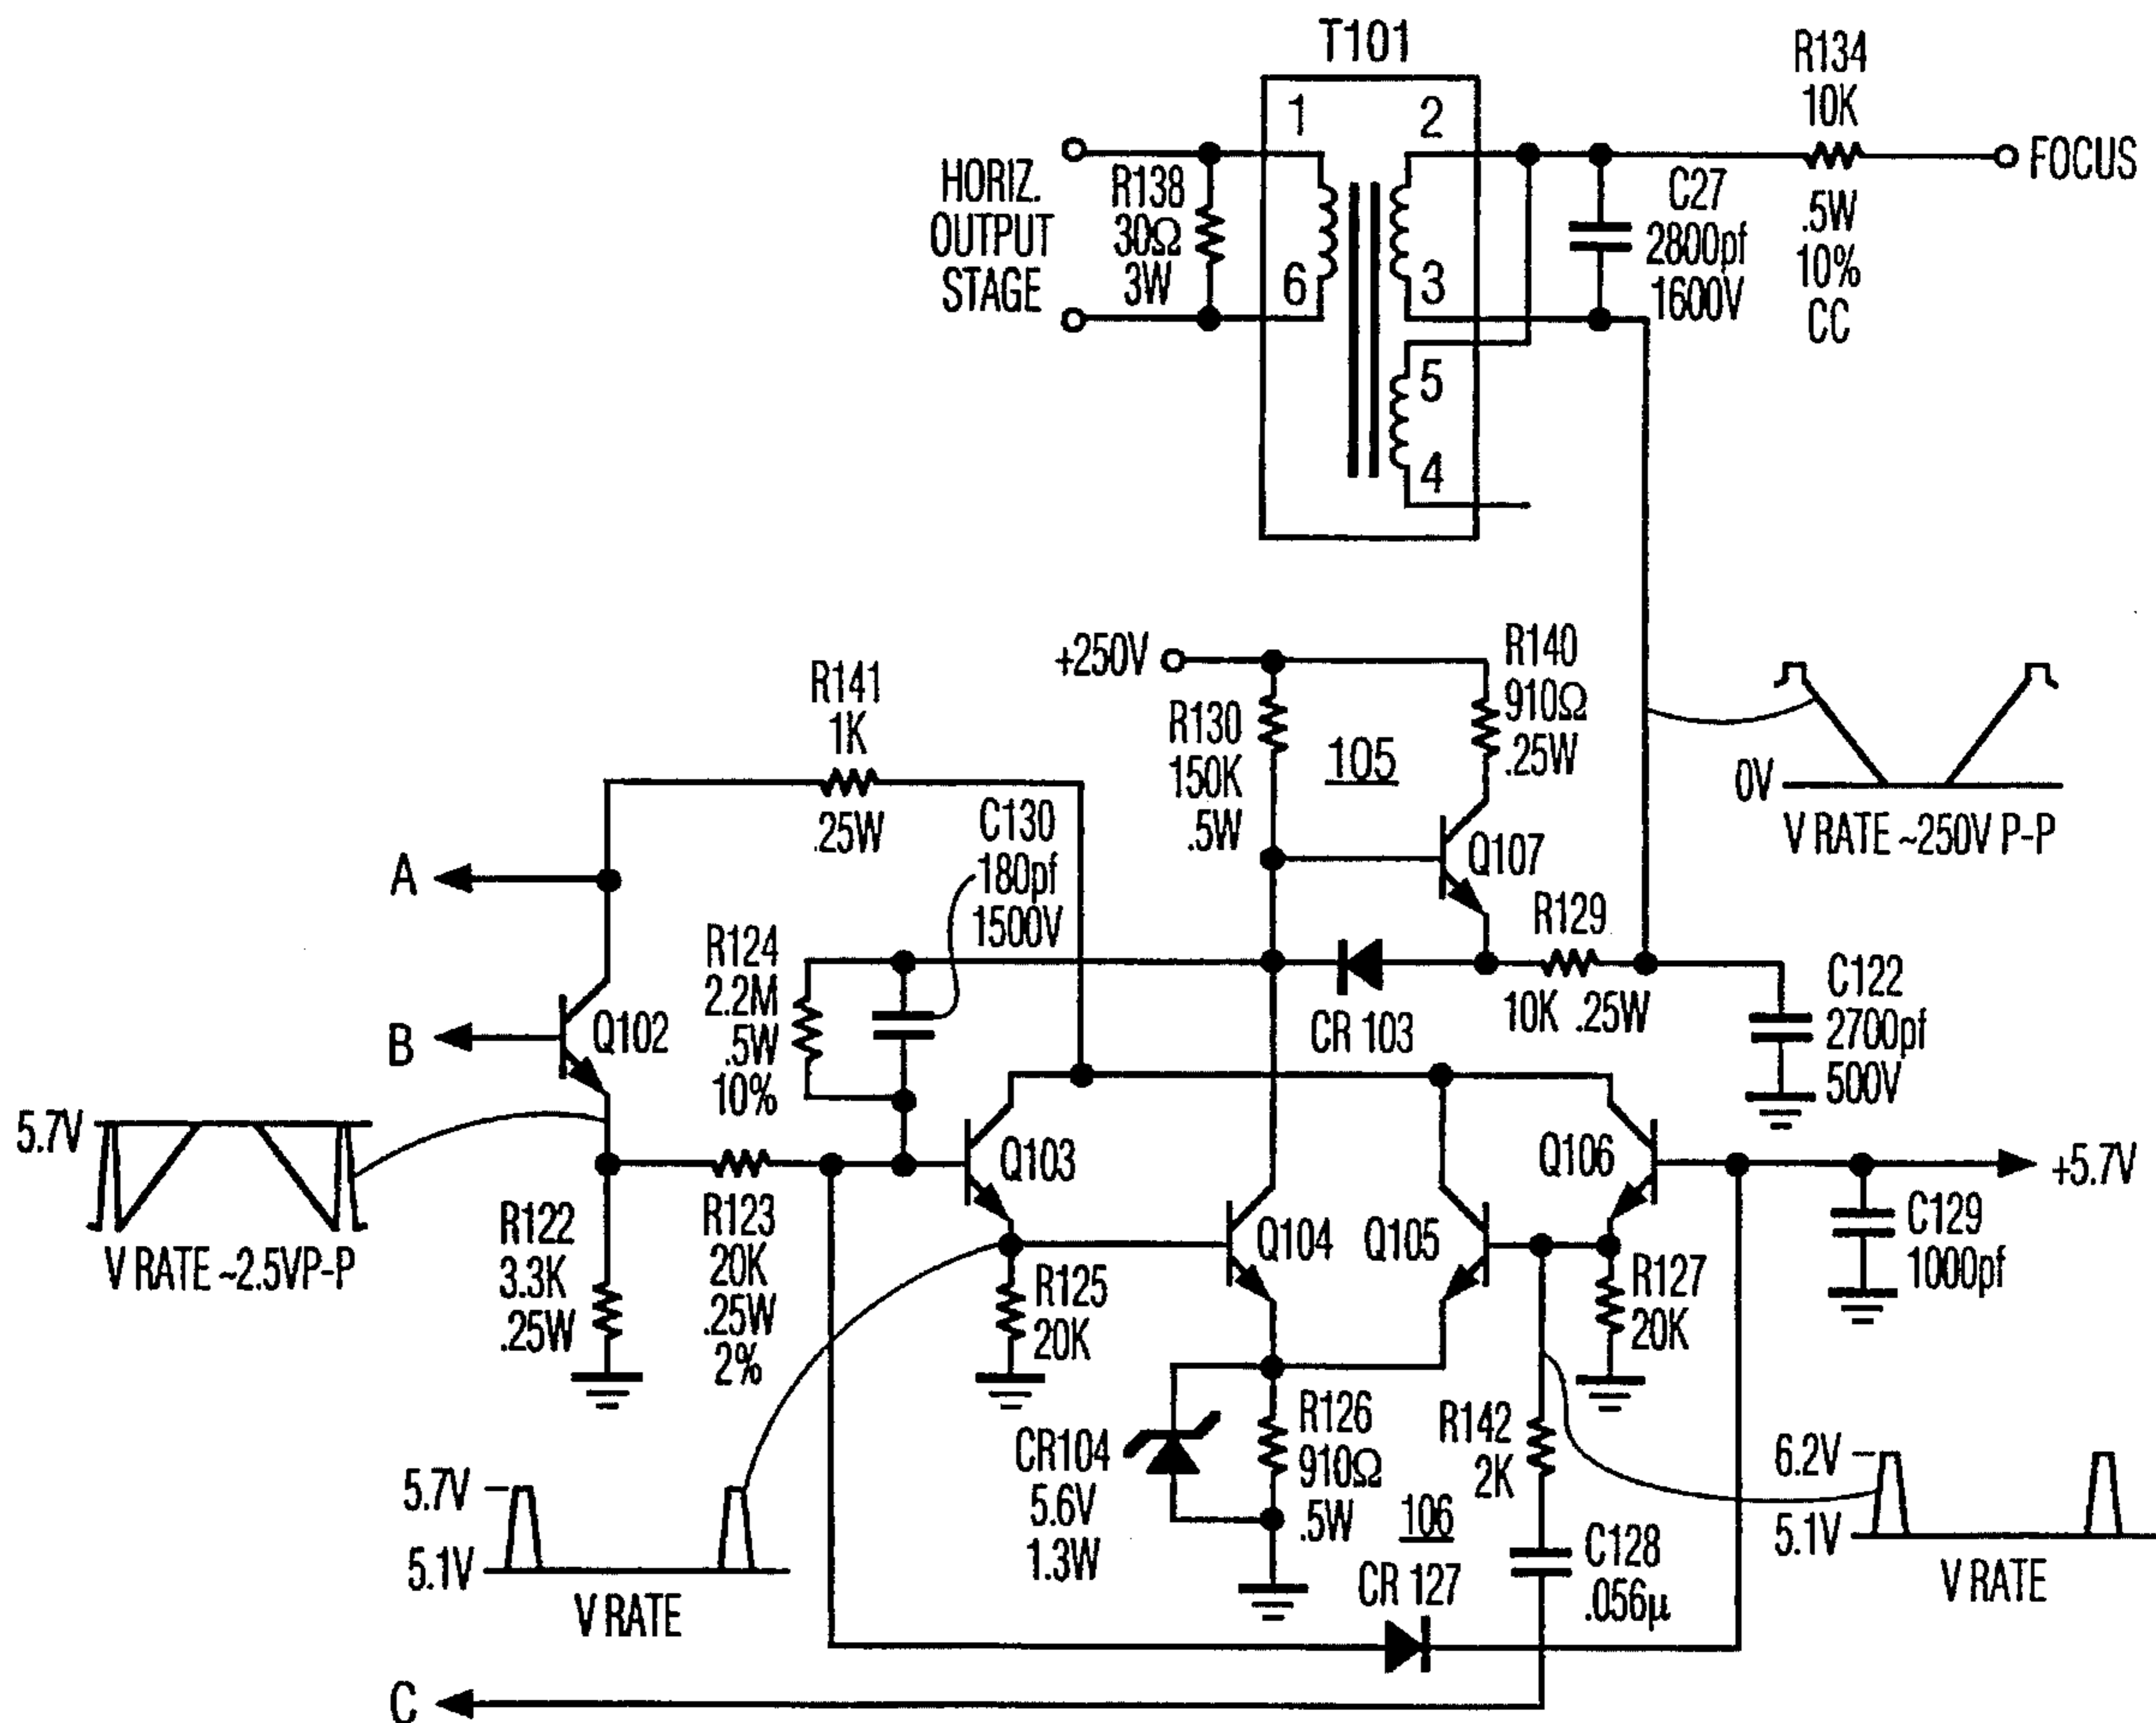 T101
1
2
6
3
5
4
HORIZ.
OUTPUT
STAGE
R138
30Ω
3W
R134
10K
.5W
10%
CC
FOCUS
C27
2800pf
1600V
+250V
R140
910Ω
.25W
R130
150K
.5W
105
Q107
0V
V RATE ~250V P-P
R141
1K
.25W
C130
180pf
1500V
A
R124
2.2M
.5W
10%
R129
10K .25W
CR 103
C122
2700pf
500V
B
Q102
5.7V
V RATE ~2.5VP-P
Q103
Q106
+5.7V
R122
3.3K
.25W
R123
20K
.25W
2%
Q104
Q105
R125
20K
R127
20K
C129
1000pf
CR104
5.6V
1.3W
R126
910Ω
.5W
R142
2K
106
C128
.056μ
CR 127
5.7V
5.1V
V RATE
6.2V
5.1V
V RATE
C